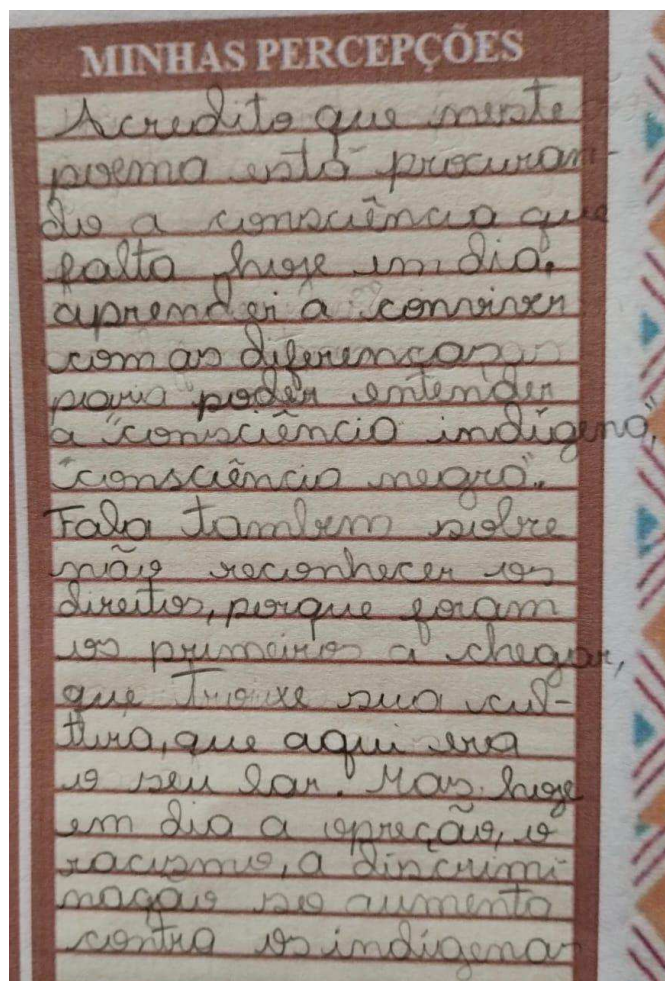 MINHAS PERCEPÇÕES
Acredito que neste
poema está procuran-
do a consciência que
falta hoje em dia.
aprender a conviver
com as diferenças
para poder entender
a "consciência indígena",
"consciência negra".
Fala também sobre
não reconhecer os
direitos, porque foram
os primeiros a chegar,
que trouxe sua cul-
tura, que aqui era
o seu lar. Mas hoje
em dia a opreção, o
racismo, a discrimi-
nação só aumenta
contra os indígenas